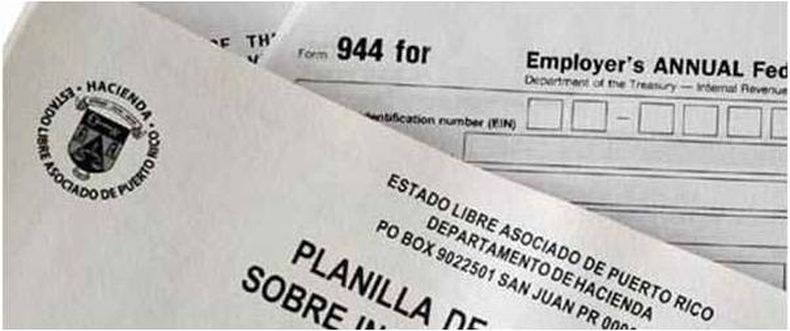 Form 944 for
Employer's ANNUAL Fed
Department of the Treasury — Internal Revenue
entification number (EIN)
HACIENDA • ESTADO LIBRE ASOCIADO DE PUERTO RICO •
ESTADO LIBRE ASOCIADO DE PUERTO RICO
DEPARTAMENTO DE HACIENDA
PO BOX 9022501 SAN JUAN PR 000
PLANILLA DE
SOBRE IN